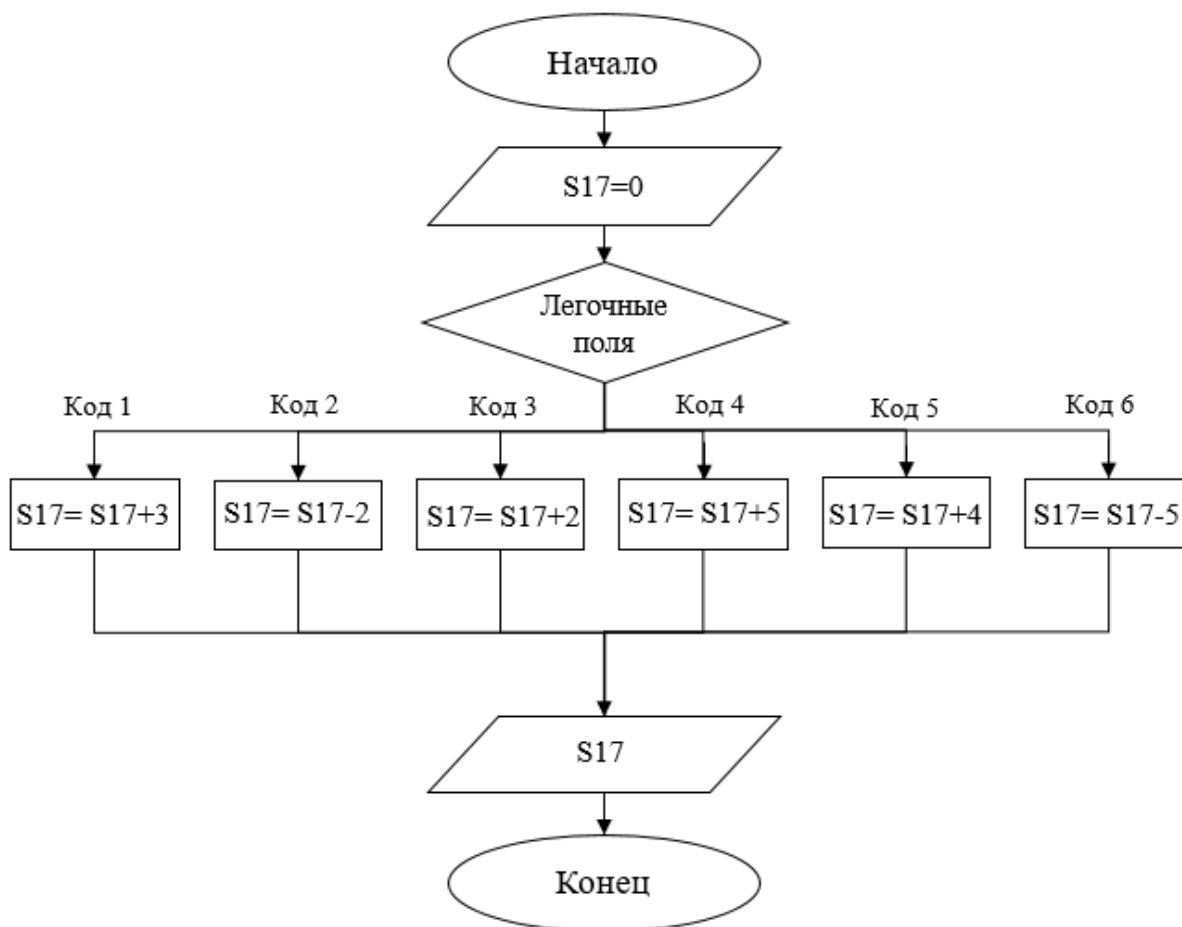 Начало
S17=0
Легочные
поля
Код 1
Код 2
Код 3
Код 4
Код 5
Код 6
S17= S17+3
S17= S17-2
S17= S17+2
S17= S17+5
S17= S17+4
S17= S17-5
S17
Конец